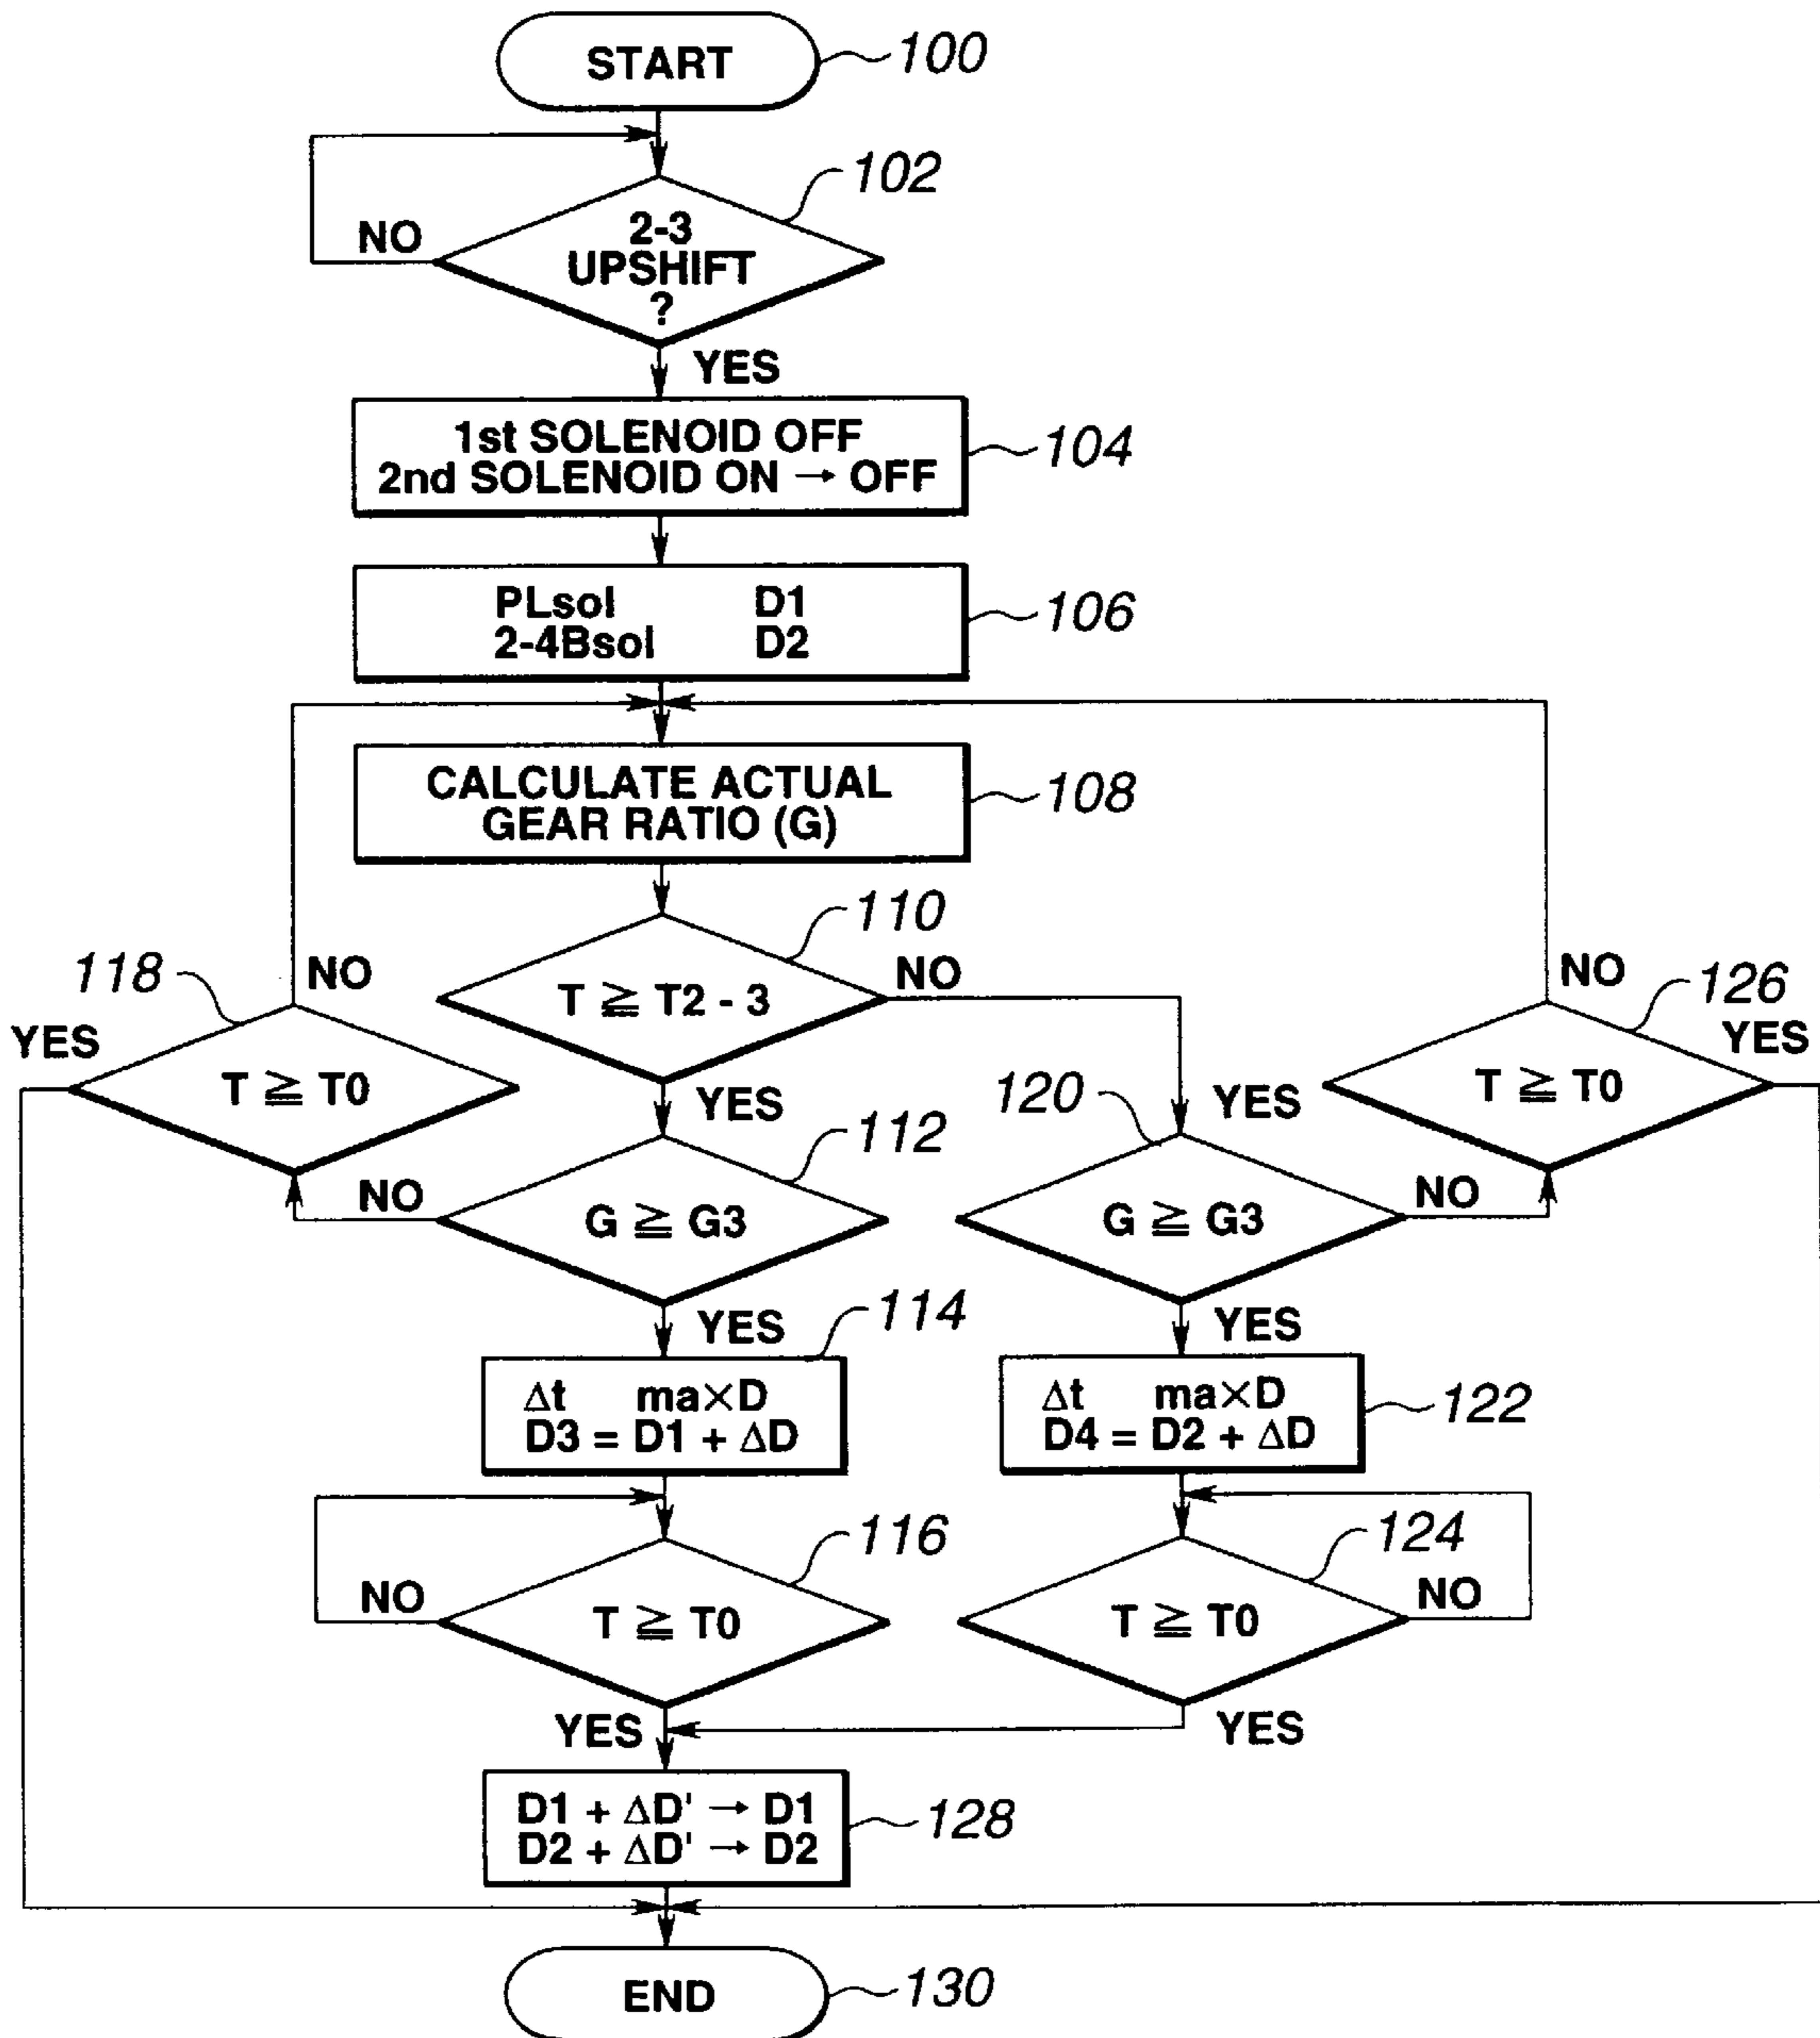 START
100
102
NO
2-3
UPSHIFT
?
YES
1st SOLENOID OFF
2nd SOLENOID ON → OFF
104
PLsol D1
2-4Bsol D2
106
CALCULATE ACTUAL
GEAR RATIO (G)
108
110
118
NO
T ≧ T2 - 3
NO
NO
126
YES
YES
T ≧ T0
YES
120
YES
T ≧ T0
112
NO
G ≧ G3
G ≧ G3
NO
114
YES
YES
Δt ma×D
D3 = D1 + ΔD
Δt ma×D
D4 = D2 + ΔD
122
116
124
NO
T ≧ T0
T ≧ T0
NO
YES
YES
D1 + ΔD' → D1
D2 + ΔD' → D2
128
END
130